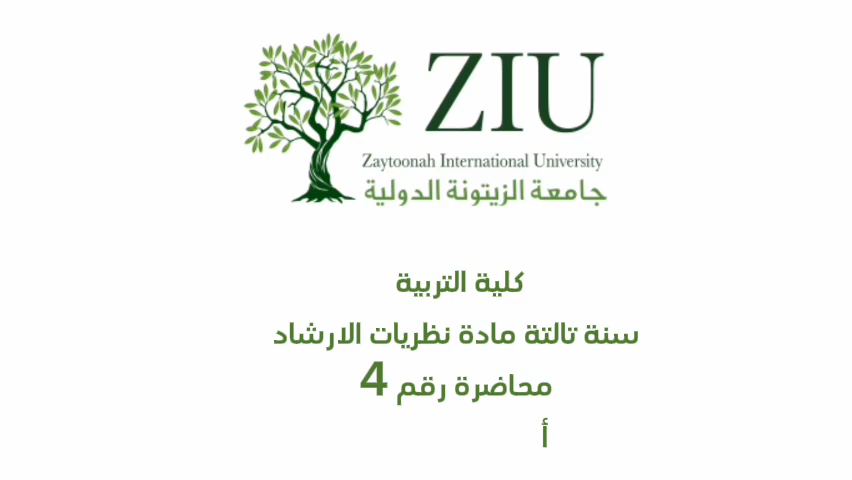 ZIU
Zaytoonah International University
جامعة الزيتونة الدولية
كلية التربية
سنة تالتة مادة نظريات الارشاد
محاضرة رقم 4
أ